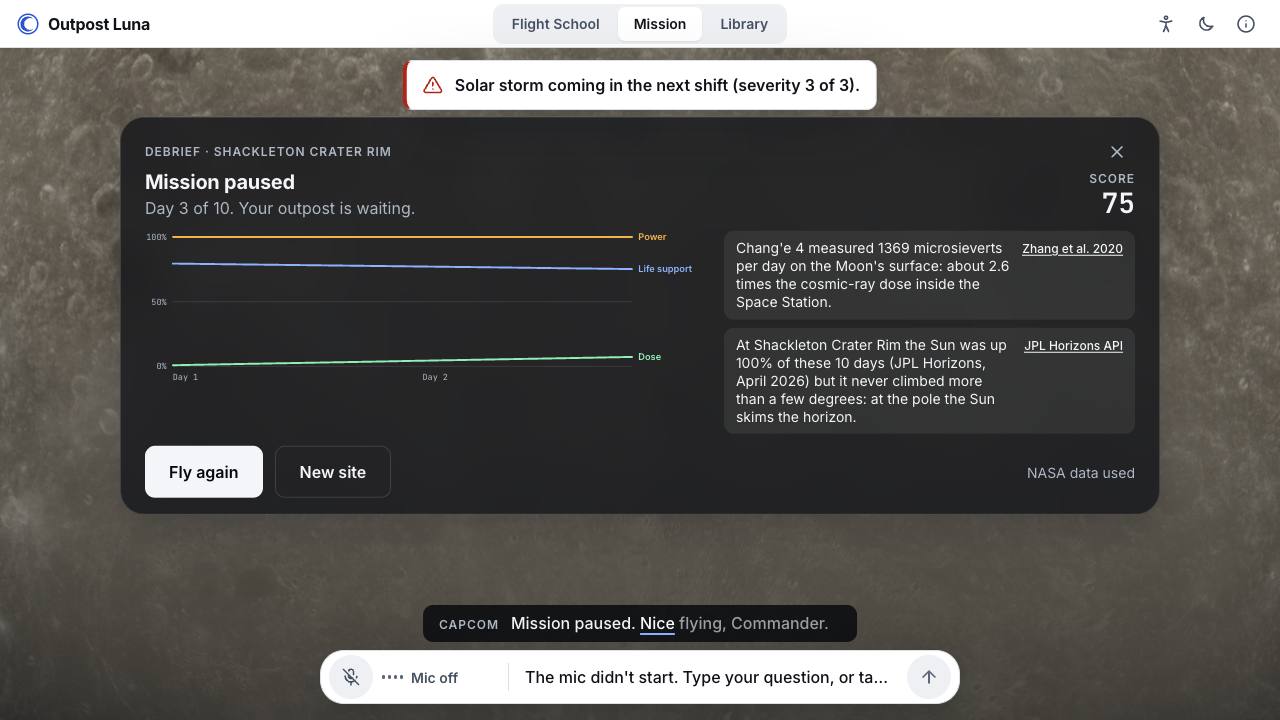 Outpost Luna
Flight School
Mission
Library
Solar storm coming in the next shift (severity 3 of 3).
DEBRIEF · SHACKLETON CRATER RIM
Mission paused
Day 3 of 10. Your outpost is waiting.
SCORE
75
100%
50%
0%
Power
Life support
Dose
Day 1
Day 2
Chang'e 4 measured 1369 microsieverts
per day on the Moon's surface: about 2.6
times the cosmic-ray dose inside the
Space Station.
Zhang et al. 2020
At Shackleton Crater Rim the Sun was up
100% of these 10 days (JPL Horizons,
April 2026) but it never climbed more
than a few degrees: at the pole the Sun
skims the horizon.
JPL Horizons API
Fly again
New site
NASA data used
CAPCOM Mission paused. Nice flying, Commander.
Mic off
The mic didn't start. Type your question, or ta...